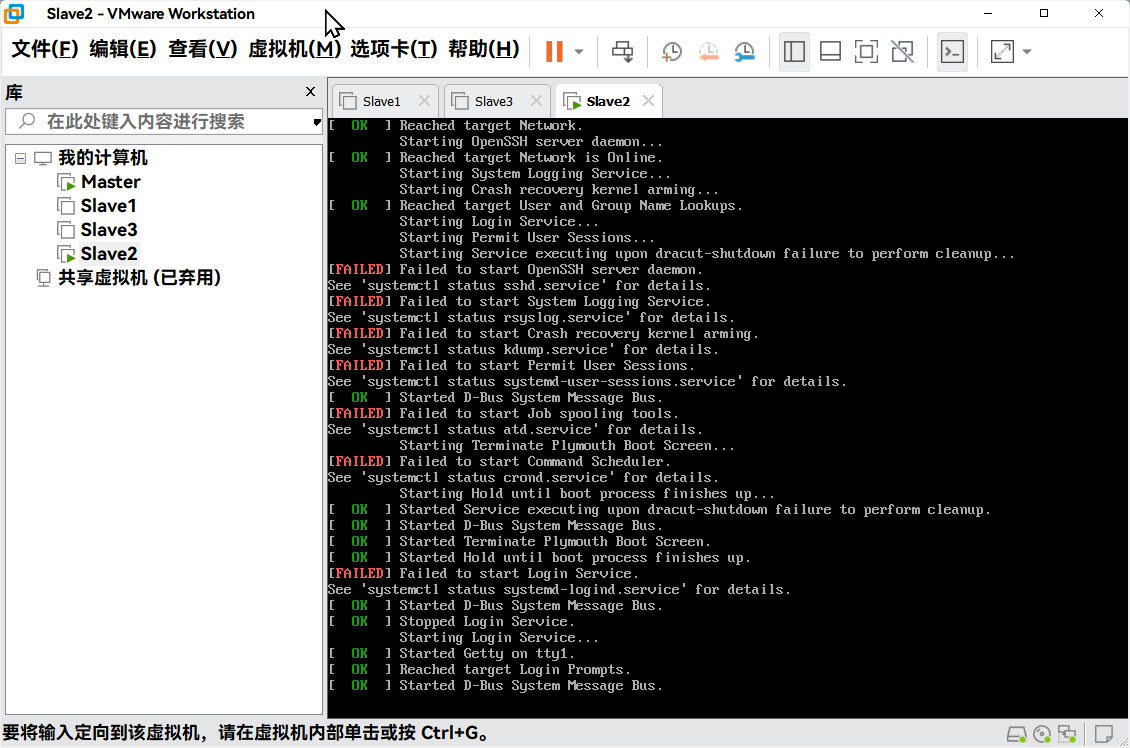 Slave2 - VMware Workstation
文件(F) 编辑(E) 查看(V) 虚拟机(M) 选项卡(T) 帮助(H)
库
在此处键入内容进行搜索
我的计算机
Master
Slave1
Slave3
Slave2
共享虚拟机 (已弃用)
Slave1 Slave3 Slave2
[  OK  ] Reached target Network.
Starting OpenSSH server daemon...
[  OK  ] Reached target Network is Online.
Starting System Logging Service...
Starting Crash recovery kernel arming...
[  OK  ] Reached target User and Group Name Lookups.
Starting Login Service...
Starting Permit User Sessions...
Starting Service executing upon dracut-shutdown failure to perform cleanup...
[FAILED] Failed to start OpenSSH server daemon.
See 'systemctl status sshd.service' for details.
[FAILED] Failed to start System Logging Service.
See 'systemctl status rsyslog.service' for details.
[FAILED] Failed to start Crash recovery kernel arming.
See 'systemctl status kdump.service' for details.
[FAILED] Failed to start Permit User Sessions.
See 'systemctl status systemd-user-sessions.service' for details.
[  OK  ] Started D-Bus System Message Bus.
[FAILED] Failed to start Job spooling tools.
See 'systemctl status atd.service' for details.
Starting Terminate Plymouth Boot Screen...
[FAILED] Failed to start Command Scheduler.
See 'systemctl status crond.service' for details.
Starting Hold until boot process finishes up...
[  OK  ] Started Service executing upon dracut-shutdown failure to perform cleanup.
[  OK  ] Started D-Bus System Message Bus.
[  OK  ] Started Terminate Plymouth Boot Screen.
[  OK  ] Started Hold until boot process finishes up.
[FAILED] Failed to start Login Service.
See 'systemctl status systemd-logind.service' for details.
[  OK  ] Started D-Bus System Message Bus.
[  OK  ] Stopped Login Service.
Starting Login Service...
[  OK  ] Started Getty on tty1.
[  OK  ] Reached target Login Prompts.
[  OK  ] Started D-Bus System Message Bus.
要将输入定向到该虚拟机，请在虚拟机内部单击或按 Ctrl+G。